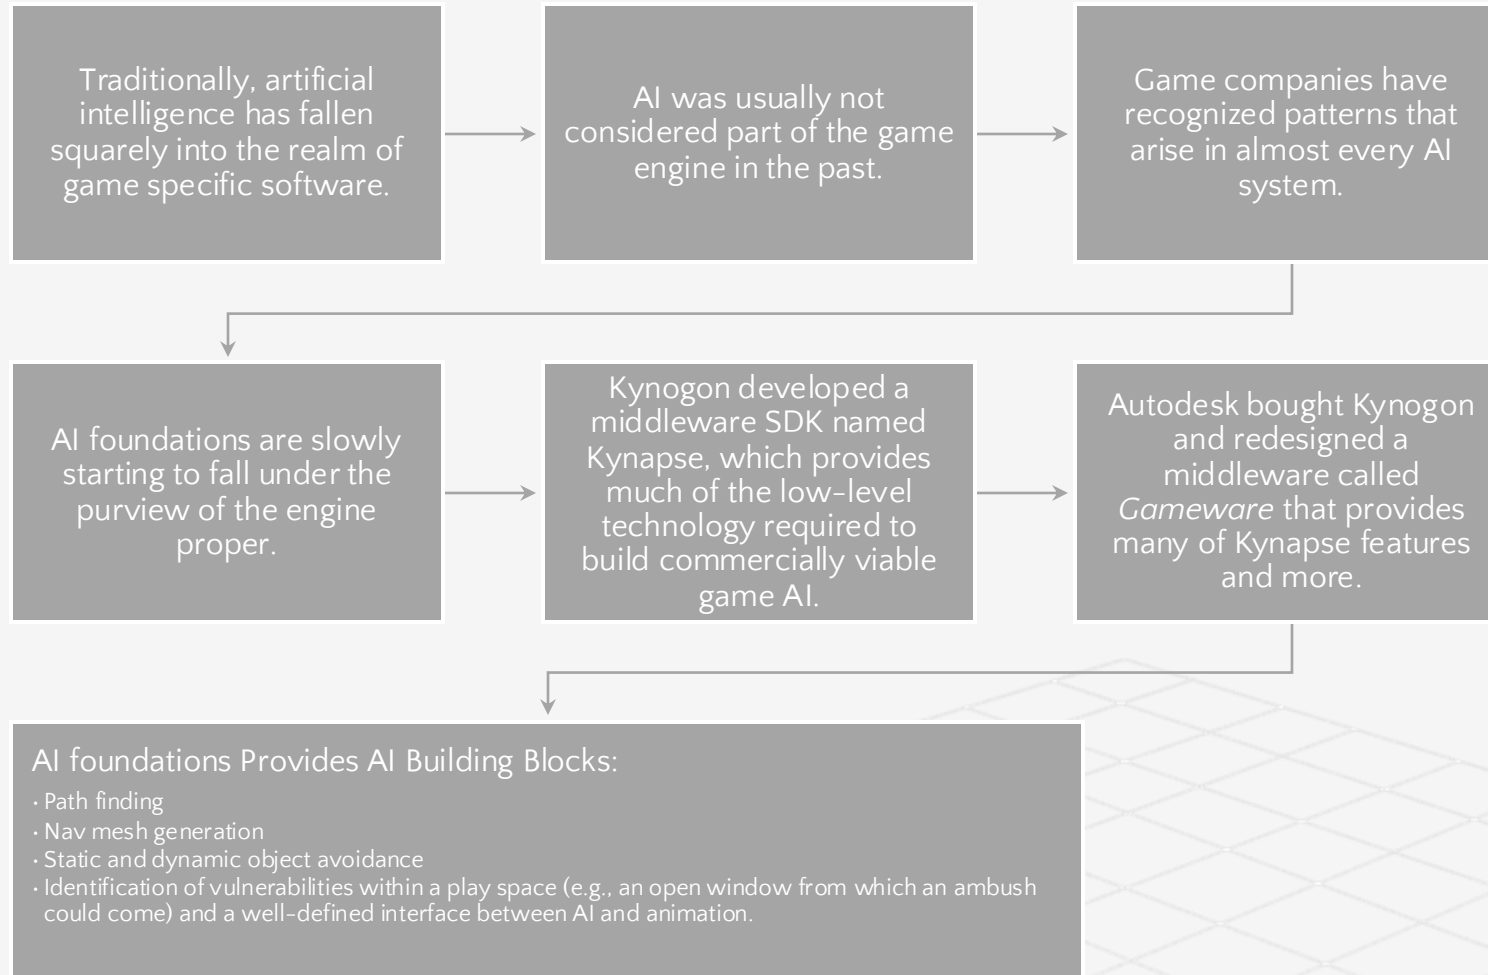 Traditionally, artificial
intelligence has fallen
squarely into the realm of
game specific software.
AI was usually not
considered part of the game
engine in the past.
Game companies have
recognized patterns that
arise in almost every AI
system.
AI foundations are slowly
starting to fall under the
purview of the engine
proper.
Kynogon developed a
middleware SDK named
Kynapse, which provides
much of the low-level
technology required to
build commercially viable
game AI.
Autodesk bought Kynogon
and redesigned a
middleware called
Gameware that provides
many of Kynapse features
and more.
AI foundations Provides AI Building Blocks:
• Path finding
• Nav mesh generation
• Static and dynamic object avoidance
• Identification of vulnerabilities within a play space (e.g., an open window from which an ambush
could come) and a well-defined interface between AI and animation.